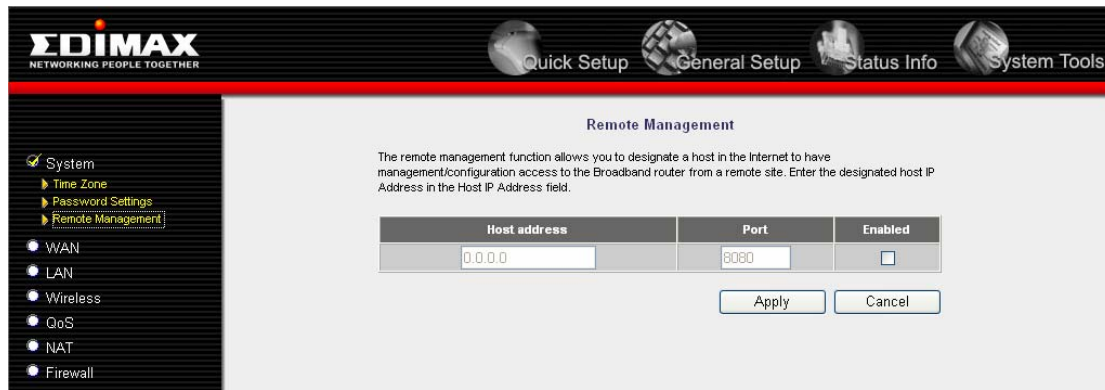 EDIMAX
NETWORKING PEOPLE TOGETHER
Quick Setup
General Setup
Status Info
System Tools
System
Time Zone
Password Settings
Remote Management
WAN
LAN
Wireless
QoS
NAT
Firewall
Remote Management
The remote management function allows you to designate a host in the Internet to have
management/configuration access to the Broadband router from a remote site. Enter the designated host IP
Address in the Host IP Address field.
Host address Port Enabled
0.0.0.0 8080
Apply Cancel